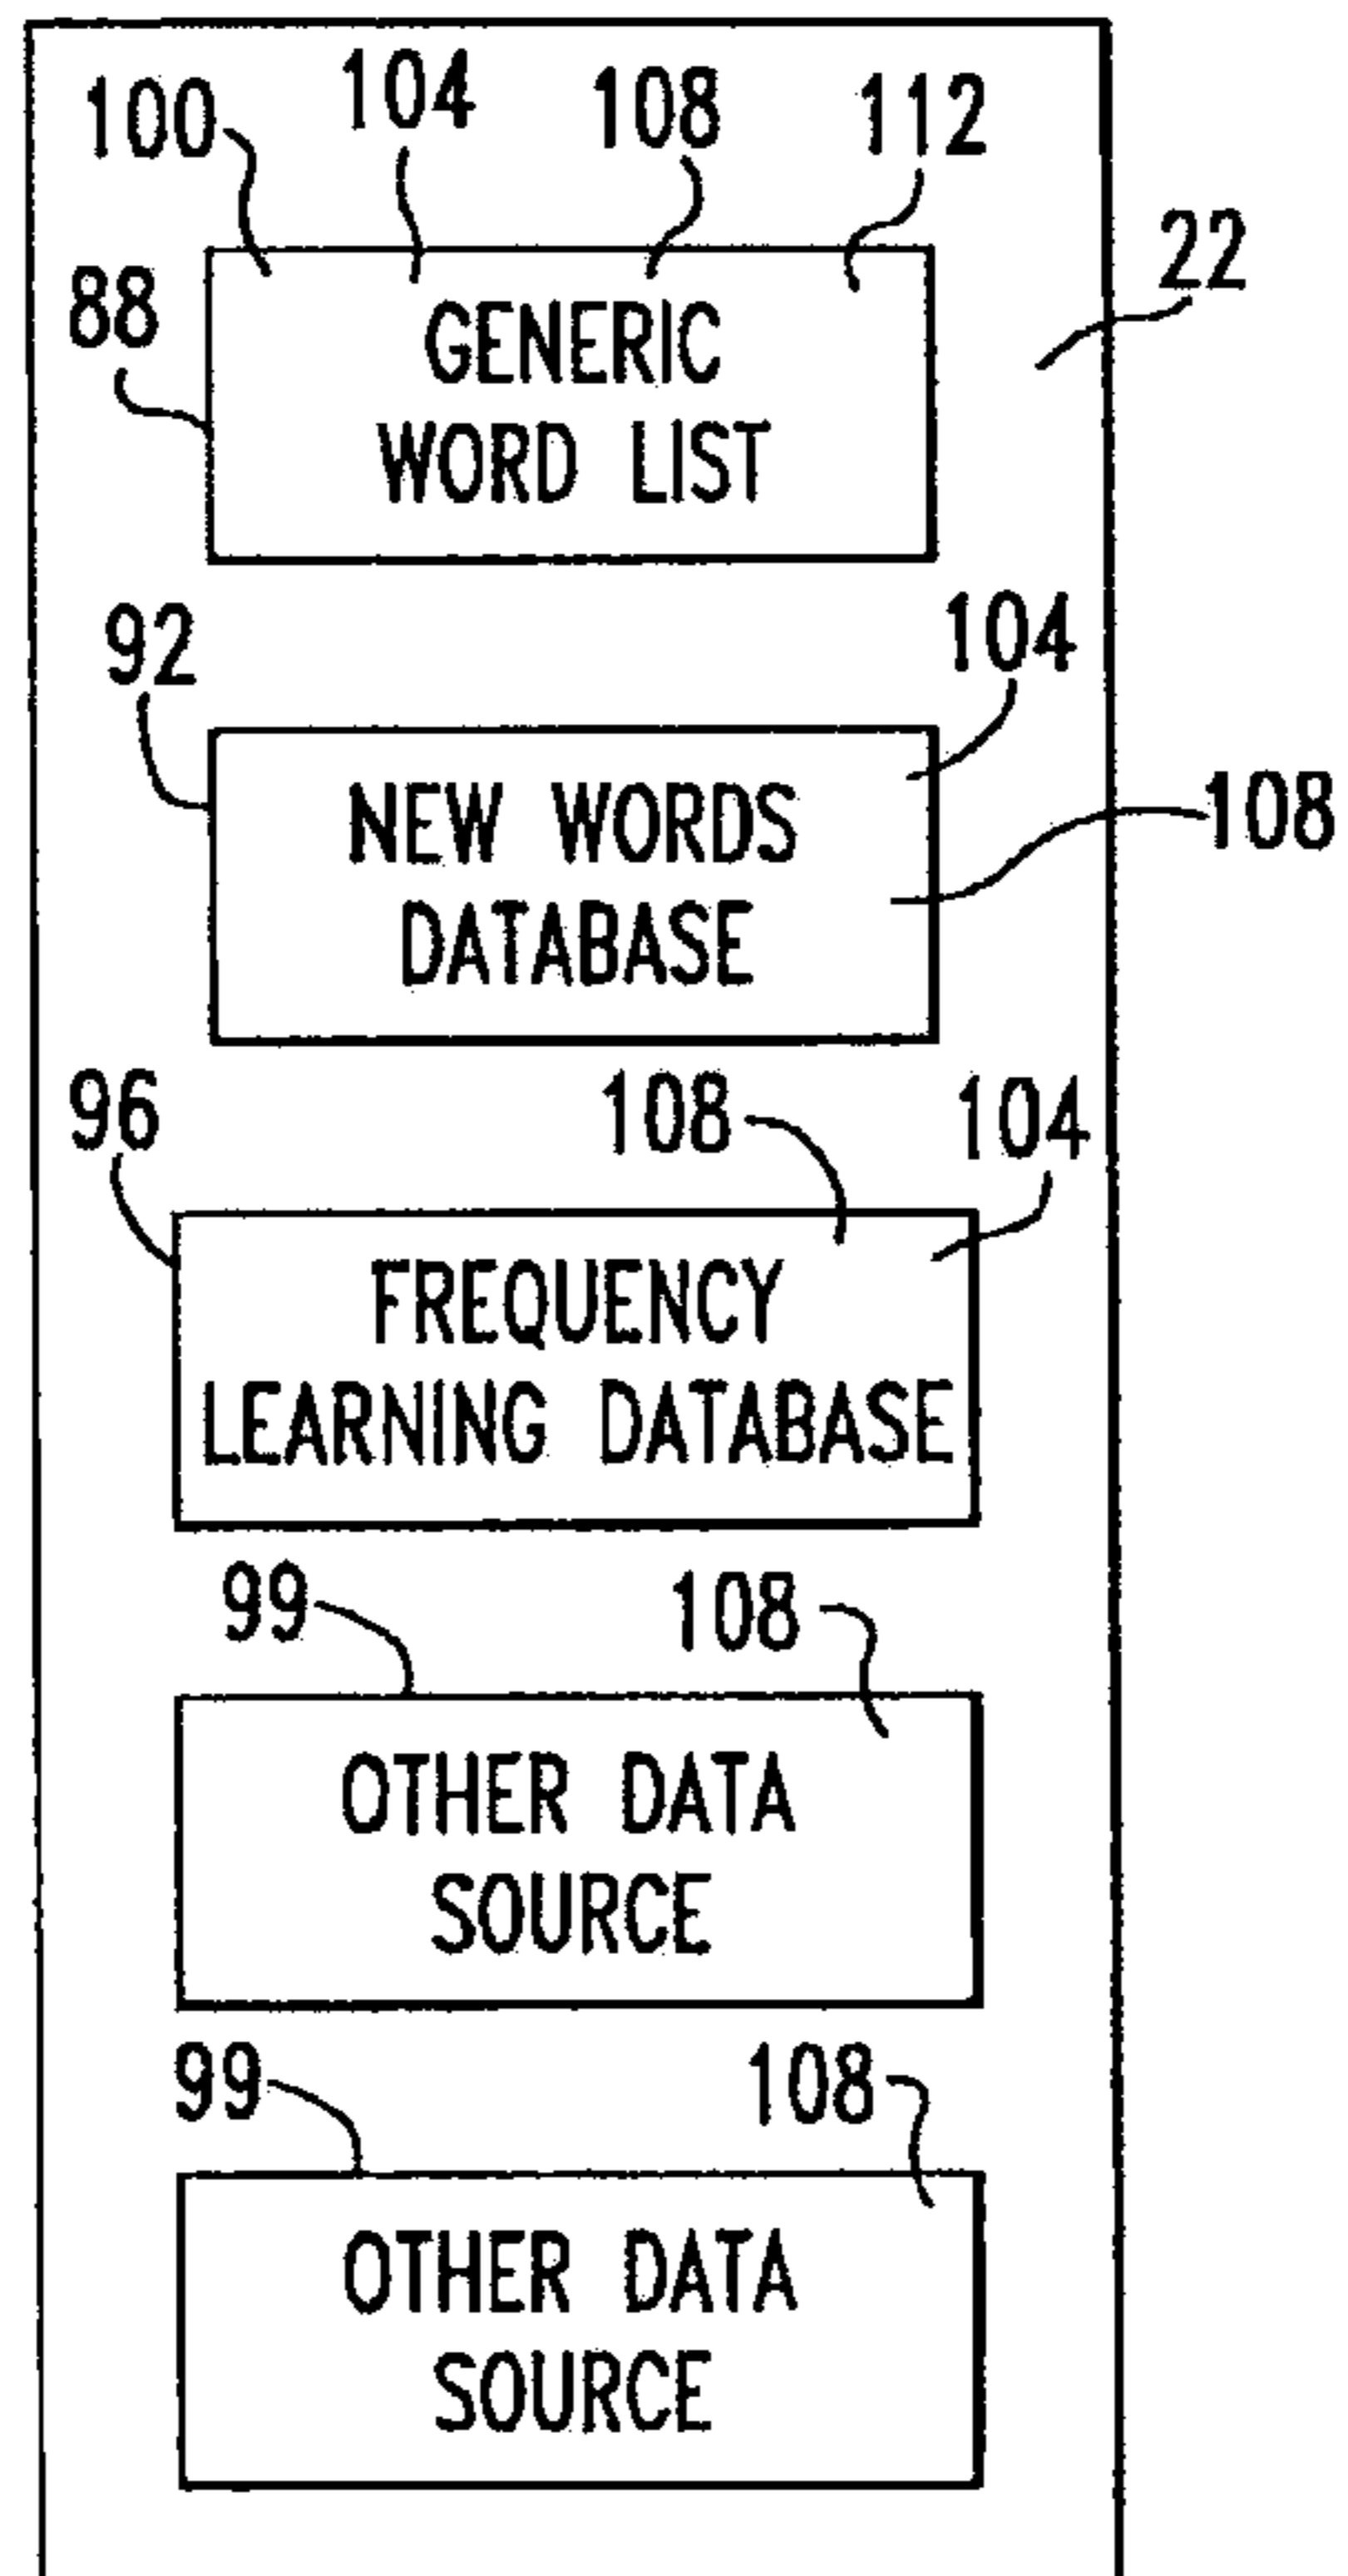 100 104 108 112
22
88
GENERIC
WORD LIST
92 104
NEW WORDS
108
DATABASE
96 108 104
FREQUENCY
LEARNING DATABASE
99 108
OTHER DATA
SOURCE
99 108
OTHER DATA
SOURCE